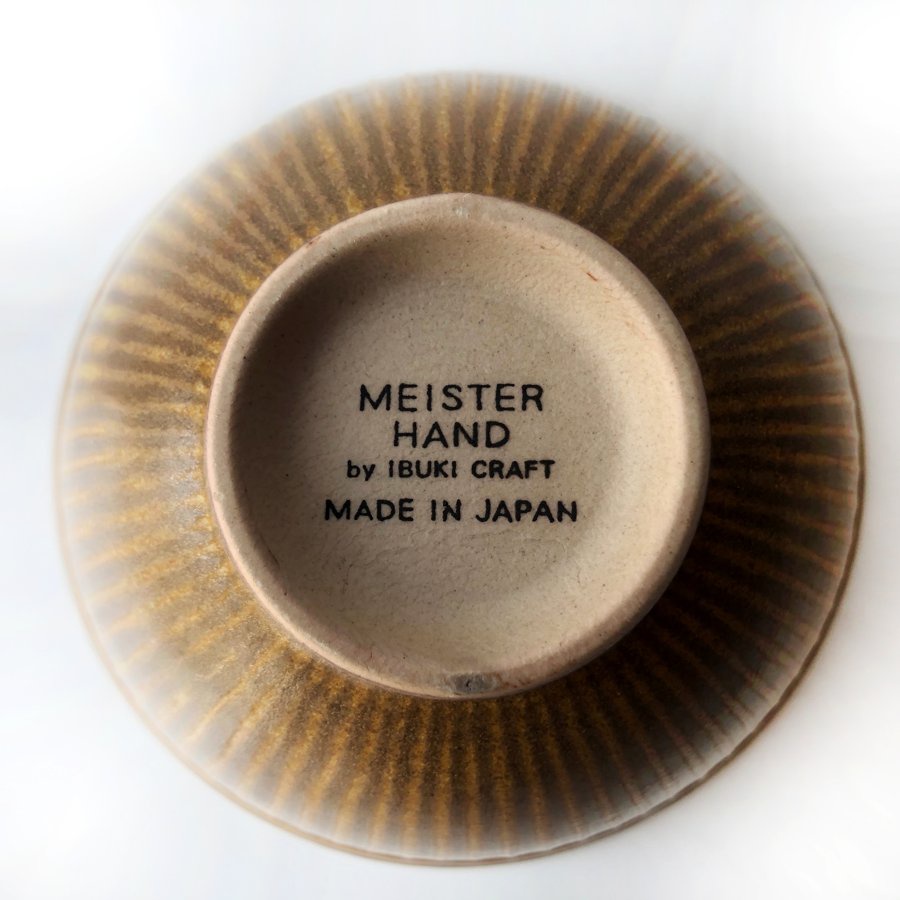 MEISTER
HAND
by IBUKI CRAFT
MADE IN JAPAN